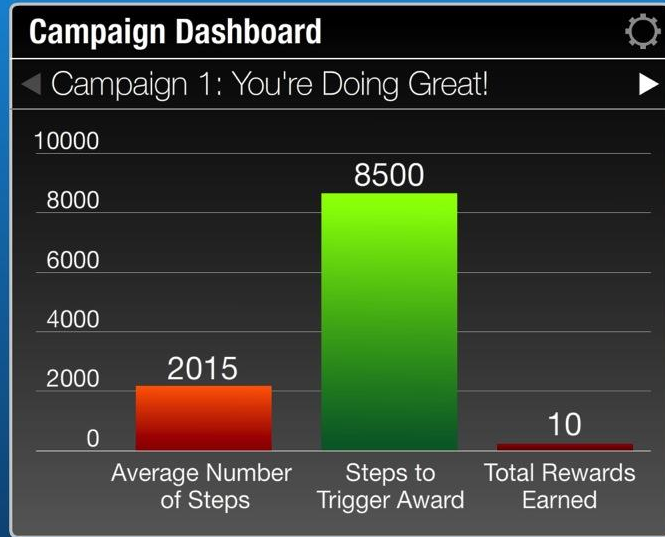 Campaign Dashboard
Campaign 1: You're Doing Great!
10000
8500
8000
6000
4000
2015
2000
10
0
Average Number
of Steps
Steps to
Trigger Award
Total Rewards
Earned